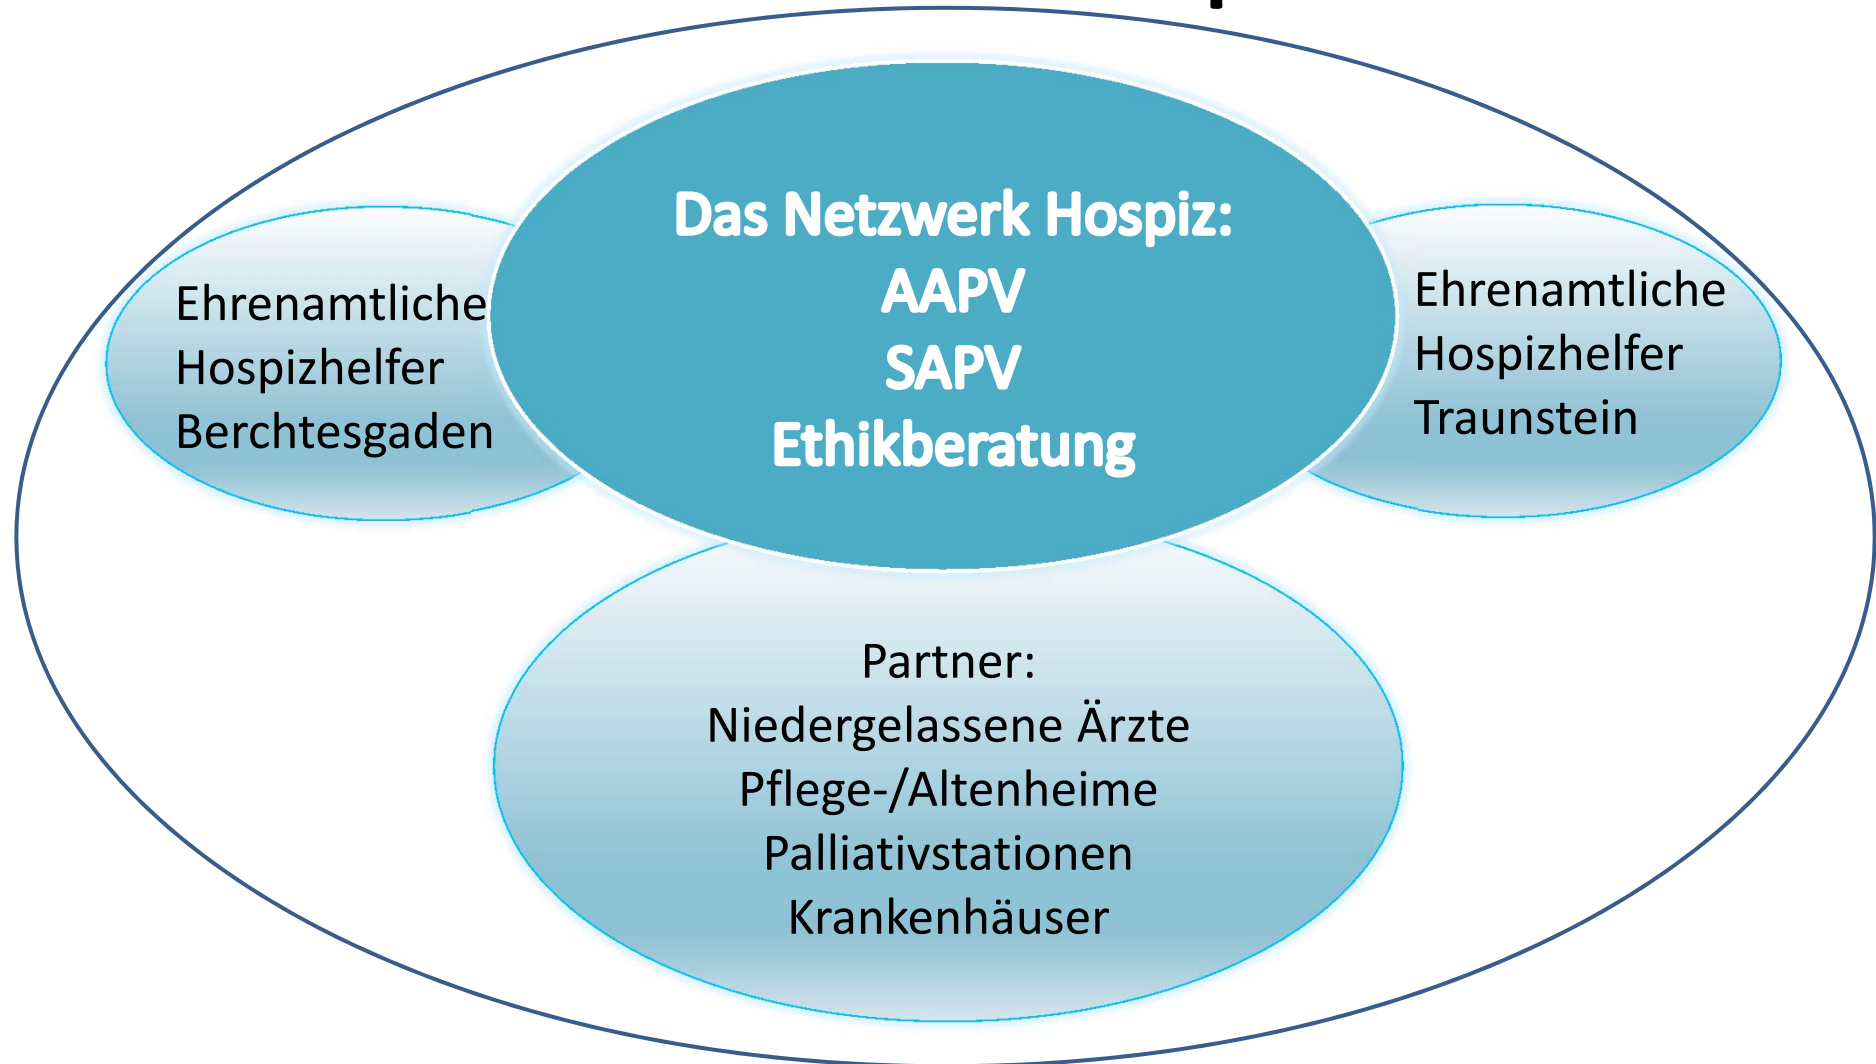 Das Netzwerk Hospiz:
AAPV
SAPV
Ethikberatung
Ehrenamtliche
Hospizhelfer
Berchtesgaden
Ehrenamtliche
Hospizhelfer
Traunstein
Partner:
Niedergelassene Ärzte
Pflege-/Altenheime
Palliativstationen
Krankenhäuser